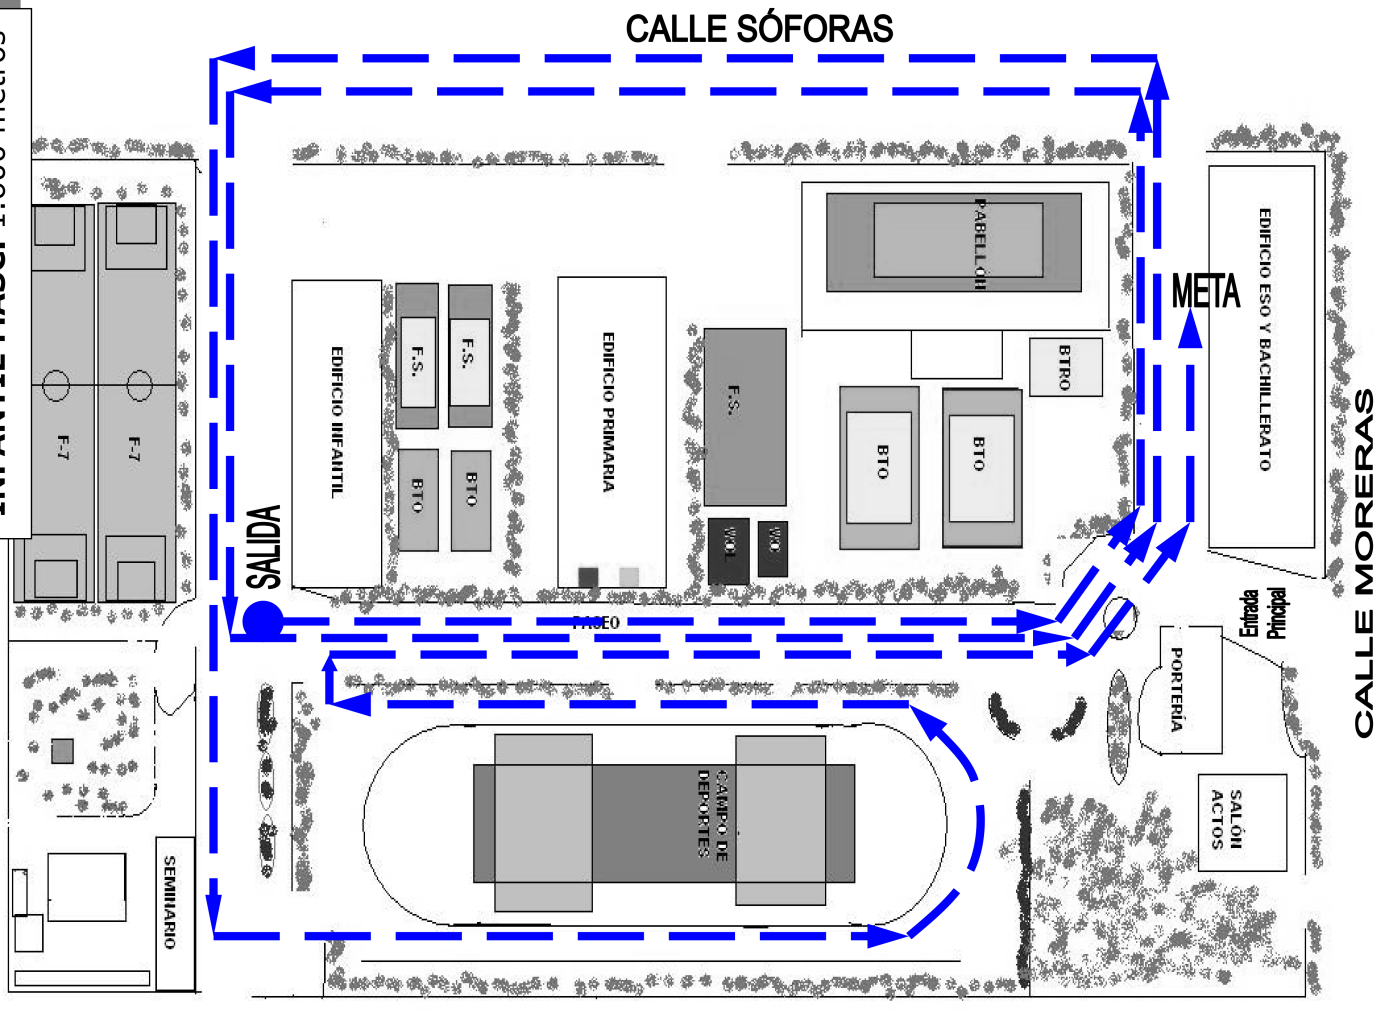 CALLE SÓFORAS
PABELLÓN
META
EDIFICIO ESO Y BACHILLERATO
CALLE MORERAS
F.S.
F.S.
EDIFICIO INFANTIL
EDIFICIO PRIMARIA
F.S.
BTRO
F-7
F-7
BTO
BTO
BTO
BTO
SALIDA
PASEO
Entrada
Principal
PORTERÍA
CAMPO DE
DEPORTES
SALÓN
ACTOS
SEMINARIO